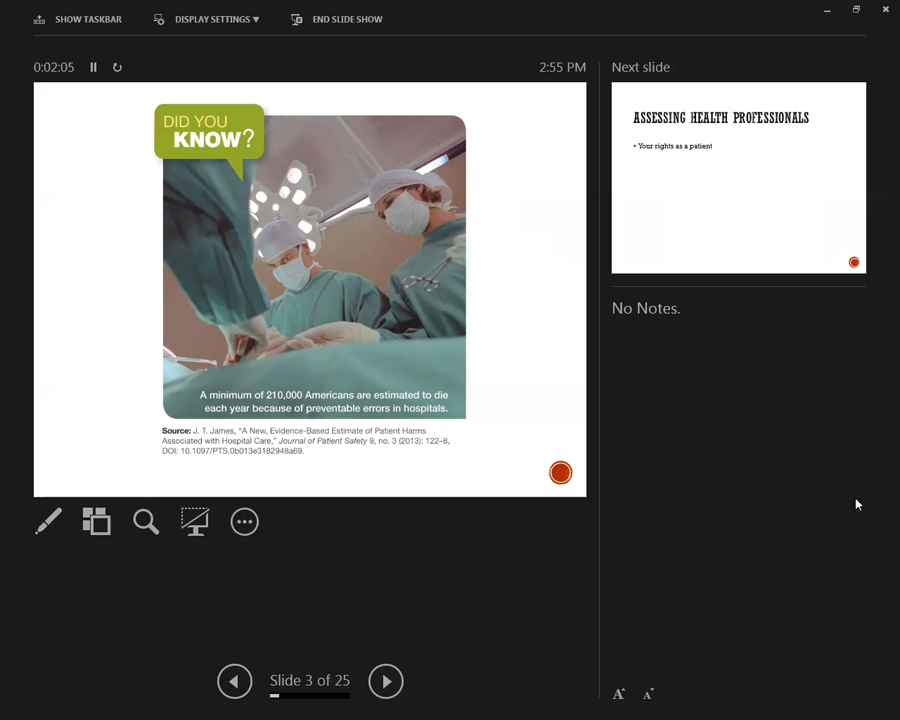 SHOW TASKBAR
DISPLAY SETTINGS ▼
END SLIDE SHOW
0:02:05
2:55 PM
DID YOU
KNOW?
A minimum of 210,000 Americans are estimated to die
each year because of preventable errors in hospitals.
Source: J. T. James, “A New, Evidence-Based Estimate of Patient Harms
Associated with Hospital Care,” Journal of Patient Safety 9, no. 3 (2013): 122–8,
DOI: 10.1097/PTS.0b013e3182948a69.
Slide 3 of 25
Next slide
ASSESSING HEALTH PROFESSIONALS
• Your rights as a patient
No Notes.
A A